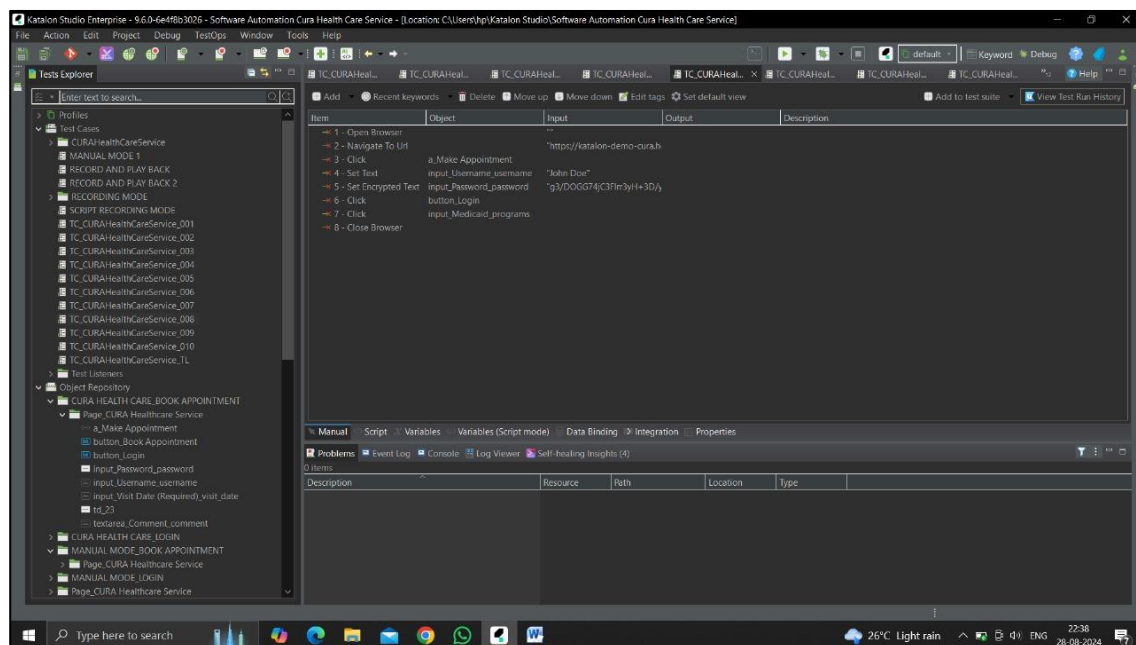 Katalon Studio Enterprise - 9.6.0-6e4f8b3026 - Software Automation Cura Health Care Service - [Location: C:\Users\hp\Katalon Studio\Software Automation Cura Health Care Service]
File Action Edit Project Debug TestOps Window Tools Help
default Keyword Debug
Tests Explorer
TC_CURAHeal... TC_CURAHeal... TC_CURAHeal... TC_CURAHeal... TC_CURAHeal... TC_CURAHeal... TC_CURAHeal... TC_CURAHeal... Help
Enter text to search...
Add Recent keywords Delete Move up Move down Edit tags Set default view Add to test suite View Test Run History
Item Object Input Output Description
1 - Open Browser ""
2 - Navigate To Url "https://katalon-demo-cura.h
3 - Click a_Make Appointment
4 - Set Text input_Username_username "John Doe"
5 - Set Encrypted Text input_Password_password
6 - Click button_Login
7 - Click input_Medicaid_programs
8 - Close Browser
Profiles
Test Cases
CURAHealthCareService
MANUAL MODE 1
RECORD AND PLAY BACK
RECORD AND PLAY BACK 2
RECORDING MODE
SCRIPT RECORDING MODE
TC_CURAHealthCareService_001
TC_CURAHealthCareService_002
TC_CURAHealthCareService_003
TC_CURAHealthCareService_004
TC_CURAHealthCareService_005
TC_CURAHealthCareService_006
TC_CURAHealthCareService_007
TC_CURAHealthCareService_008
TC_CURAHealthCareService_009
TC_CURAHealthCareService_010
TC_CURAHealthCareService_TL
Test Listeners
Object Repository
CURA HEALTH CARE_BOOK APPOINTMENT
Page_CURA Healthcare Service
a_Make Appointment
button_Book Appointment
button_Login
input_Password_password
input_Username_username
input_Visit Date (Required)_visit_date
td_23
textarea_Comment_comment
CURA HEALTH CARE_LOGIN
MANUAL MODE_BOOK APPOINTMENT
Page_CURA Healthcare Service
MANUAL MODE_LOGIN
Page_CURA Healthcare Service
Manual Script Variables Variables (Script mode) Data Binding Integration Properties
Problems Event Log Console Log Viewer Self-healing Insights (4)
0 items
Description Resource Path Location Type
Type here to search
26°C Light rain ENG
22:38
28-08-2024